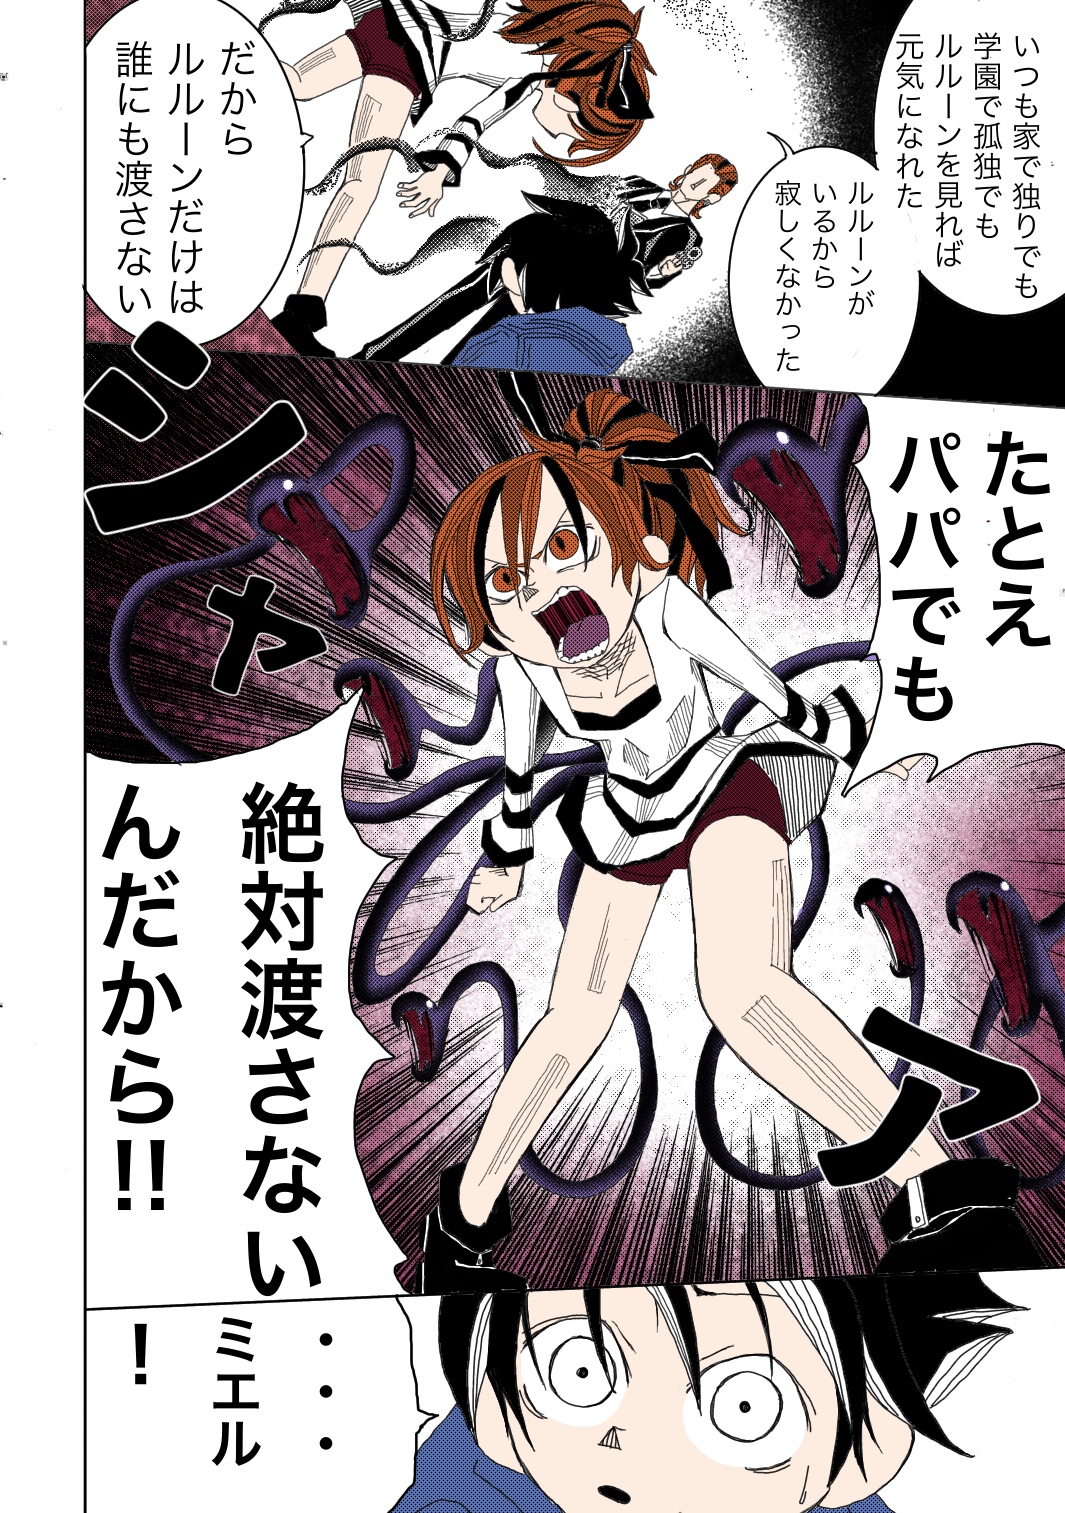 いつも家で独りでも
学園で孤独でも
ルルーンを見れば
元気になれた
ルルーンが
いるから
寂しくなかった
だから
ルルーンだけは
誰にも渡さない
たとえ
パパでも
シャアー
絶対渡さない
んだから!!
・・・
ミエル
！